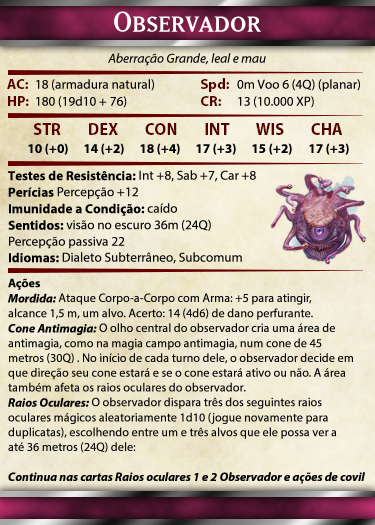 OBSERVADOR
Aberração Grande, leal e mau
AC: 18 (armadura natural) Spd: 0m Voo 6 (4Q) (planar)
HP: 180 (19d10 + 76) CR: 13 (10.000 XP)
STR DEX CON INT WIS CHA
10 (+0) 14 (+2) 18 (+4) 17 (+3) 15 (+2) 17 (+3)
Testes de Resistência: Int +8, Sab +7, Car +8
Perícias Percepção +12
Imunidade a Condição: caído
Sentidos: visão no escuro 36m (24Q)
Percepção passiva 22
Idiomas: Dialeto Subterrâneo, Subcomum
Ações
Mordida: Ataque Corpo-a-Corpo com Arma: +5 para atingir,
alcance 1,5 m, um alvo. Acerto: 14 (4d6) de dano perfurante.
Cone Antimagia: O olho central do observador cria uma área de
antimagia, como na magia campo antimagia, num cone de 45
metros (30Q) . No início de cada turno dele, o observador decide em
que direção seu cone estará e se o cone estará ativo ou não. A área
também afeta os raios oculares do observador.
Raios Oculares: O observador dispara três dos seguintes raios
oculares mágicos aleatoriamente 1d10 (jogue novamente para
duplicatas), escolhendo entre um e três alvos que ele possa ver a
até 36 metros (24Q) dele:
Continua nas cartas Raios oculares 1 e 2 Observador e ações de covil